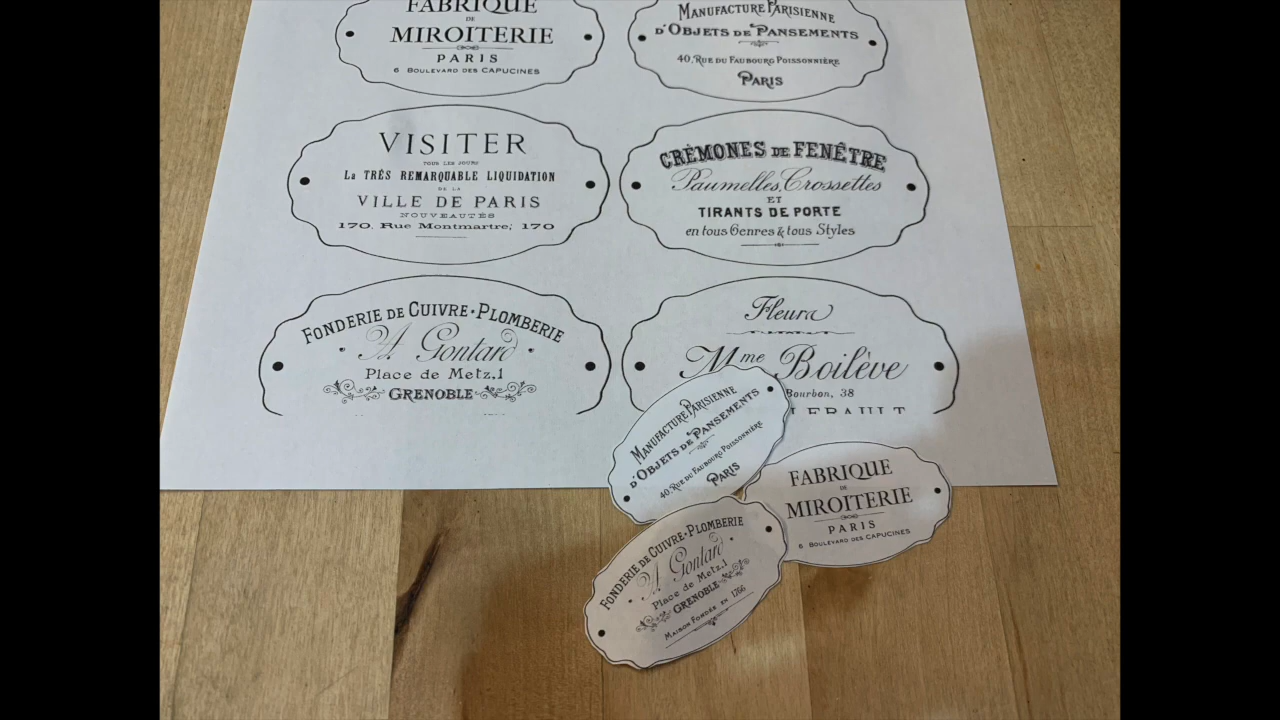 FABRIQUE
DE
MIROITERIE
PARIS
6 BOULEVARD DES CAPUCINES
MANUFACTURE PARISIENNE
D'OBJETS DE PANSEMENTS
40, RUE DU FAUBOURG POISSONNIÈRE
PARIS
VISITER
TOUS LES JOURS
La TRÈS REMARQUABLE LIQUIDATION
DE LA
VILLE DE PARIS
NOUVEAUTÉS
170, Rue Montmartre, 170
CRÉMONES DE FENÊTRE
Paumelles, Crossettes
ET
TIRANTS DE PORTE
en tous Genres & tous Styles
FONDERIE DE CUIVRE·PLOMBERIE
A. Gontard
Place de Metz, 1
GRENOBLE
Fleurs
Mme Boilève
Bourbon, 38
MANUFACTURE PARISIENNE
D'OBJETS DE PANSEMENTS
40, RUE DU FAUBOURG POISSONNIÈRE
PARIS
FABRIQUE
DE
MIROITERIE
PARIS
6 BOULEVARD DES CAPUCINES
FONDERIE DE CUIVRE·PLOMBERIE
A. Gontard
Place de Metz, 1
GRENOBLE
MAISON FONDÉE EN 1766